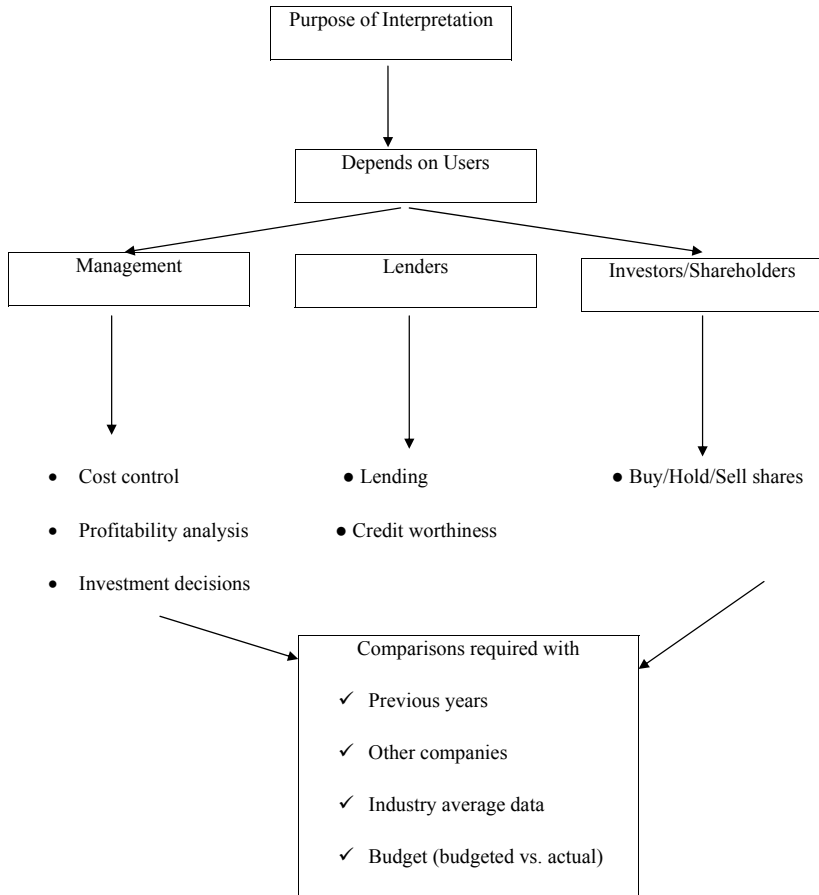 Purpose of Interpretation
Depends on Users
Management
Lenders
Investors/Shareholders
• Cost control
• Profitability analysis
• Investment decisions
● Lending
● Credit worthiness
● Buy/Hold/Sell shares
Comparisons required with
✓ Previous years
✓ Other companies
✓ Industry average data
✓ Budget (budgeted vs. actual)